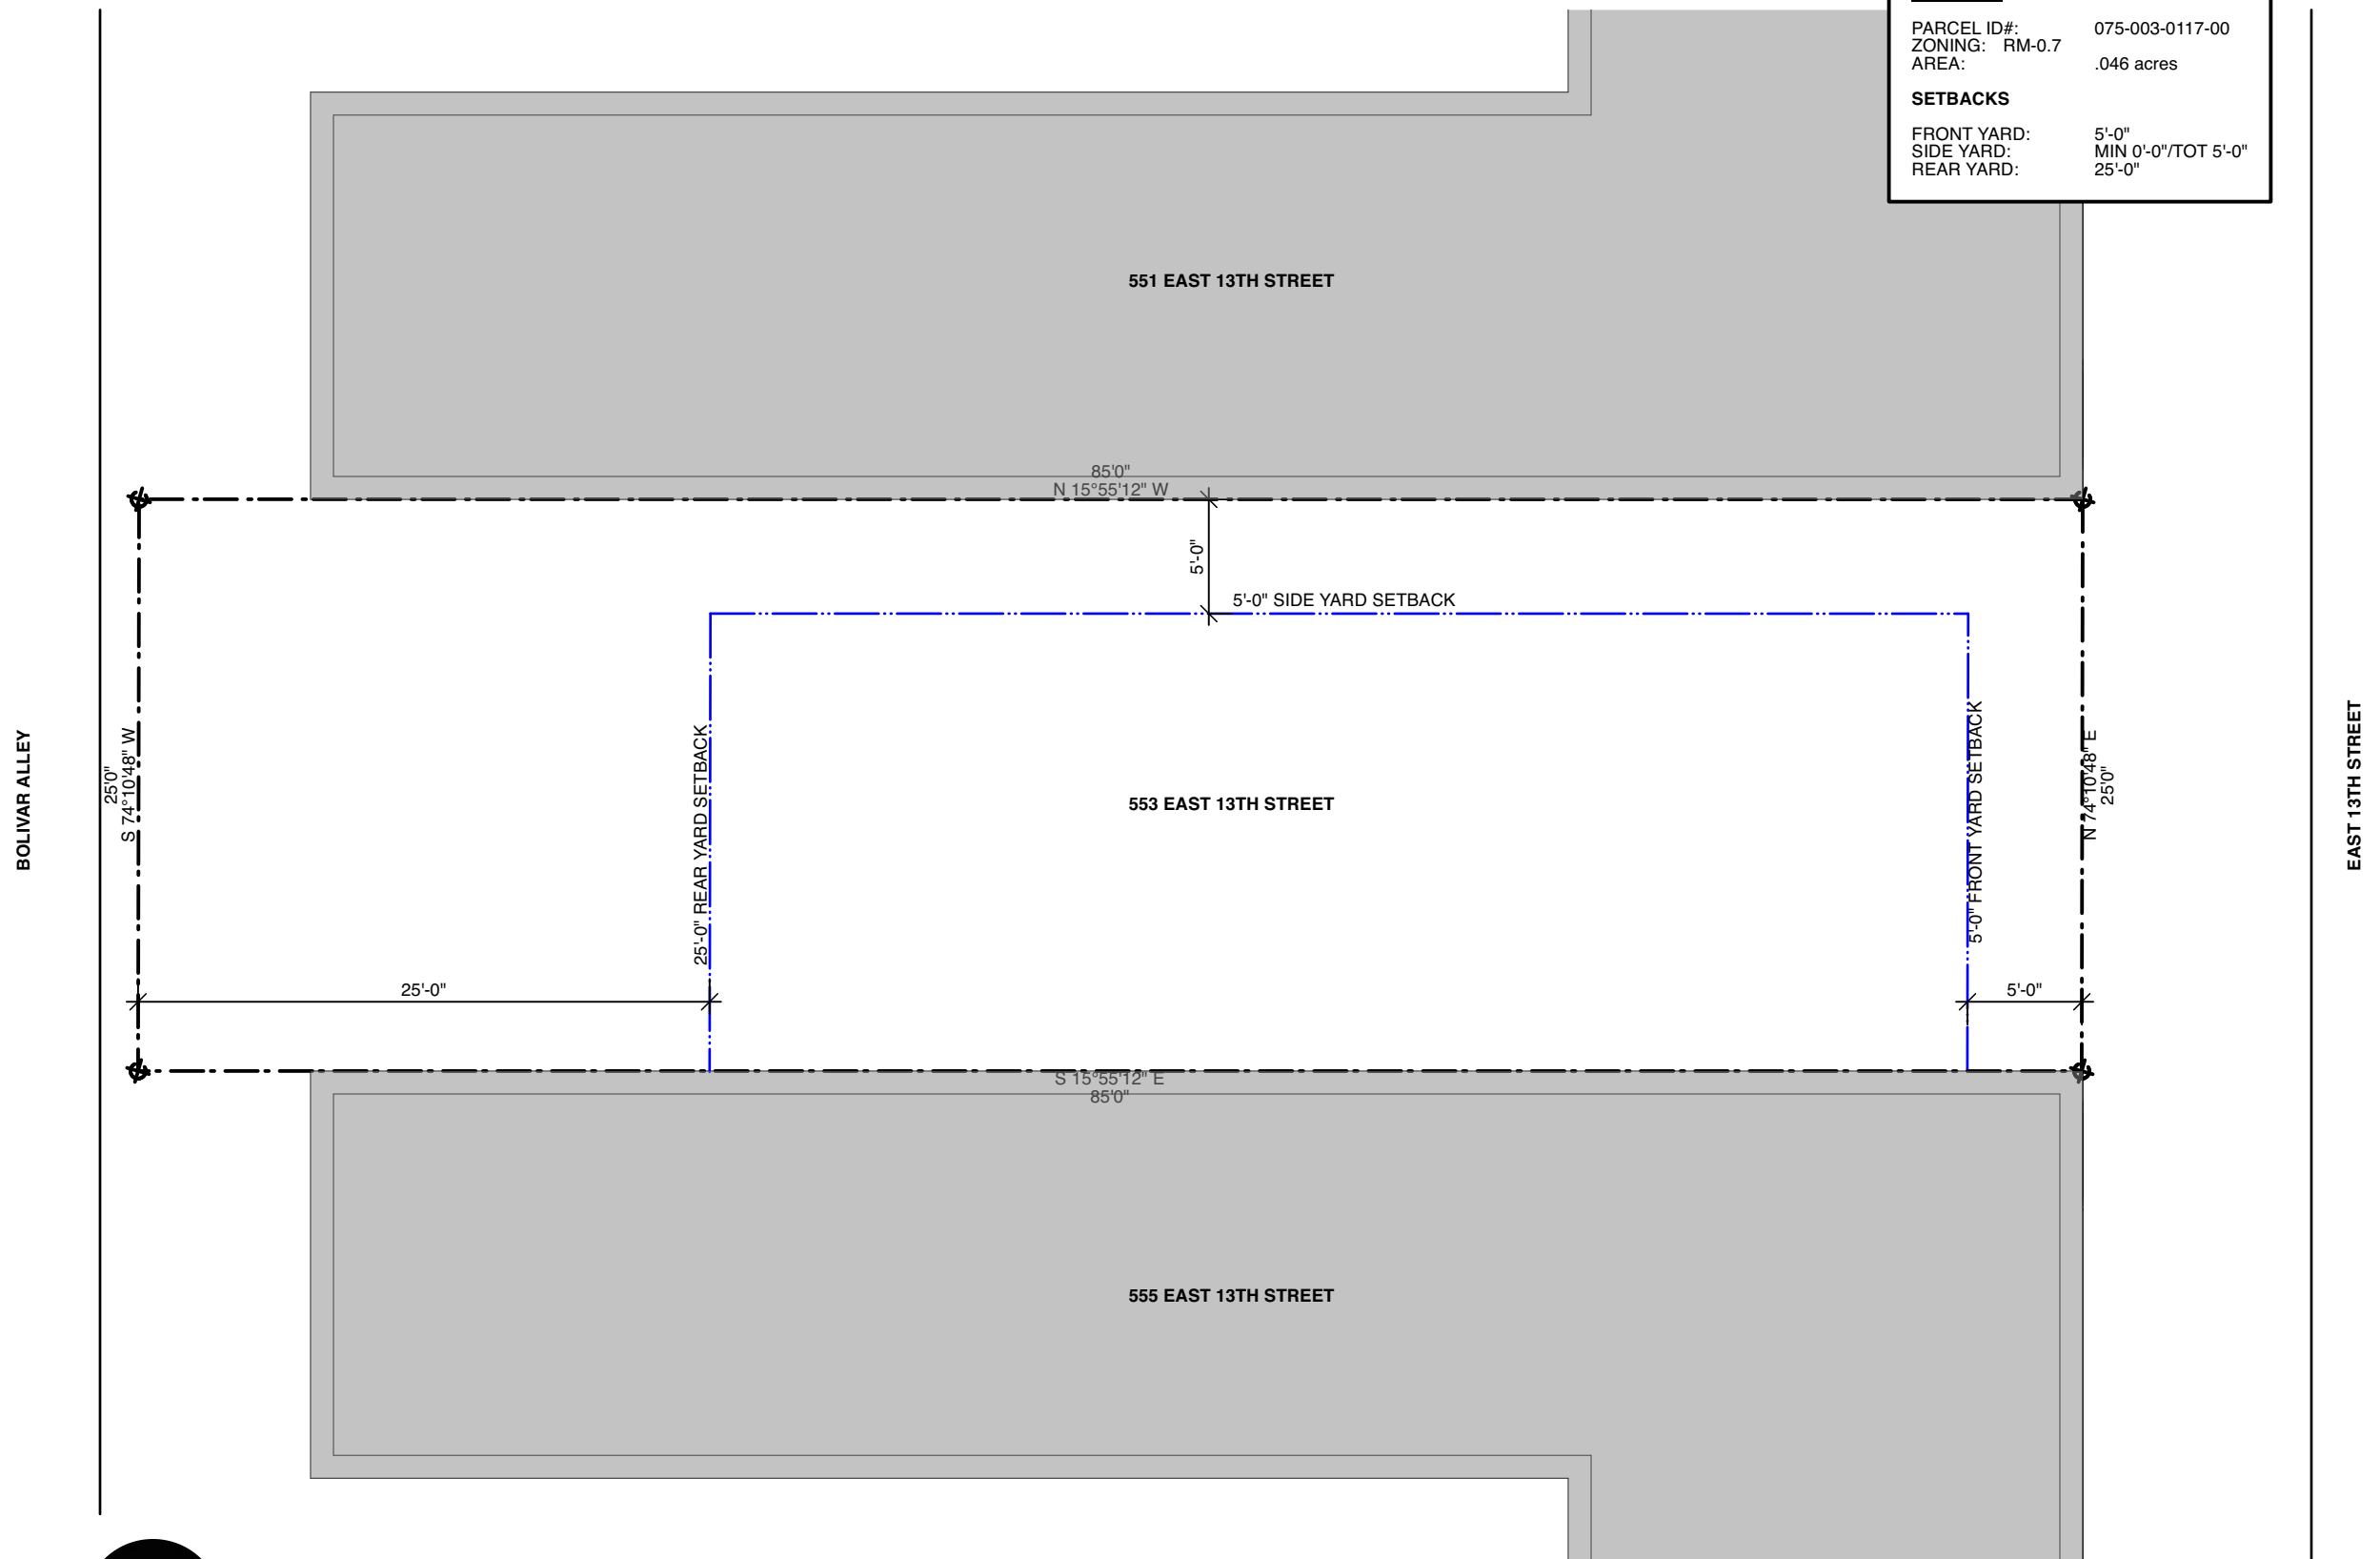 PARCEL ID#: 075-003-0117-00
ZONING: RM-0.7
AREA: .046 acres
SETBACKS
FRONT YARD: 5'-0"
SIDE YARD: MIN 0'-0"/TOT 5'-0"
REAR YARD: 25'-0"
551 EAST 13TH STREET
85'0"
N 15°55'12" W
5'-0"
5'-0" SIDE YARD SETBACK
BOLIVAR ALLEY
25'0"
S 74°10'48" W
25'-0" REAR YARD SETBACK
553 EAST 13TH STREET
5'-0" FRONT YARD SETBACK
N 74°10'48" E
25'0"
EAST 13TH STREET
25'-0"
5'-0"
S 15°55'12" E
85'0"
555 EAST 13TH STREET